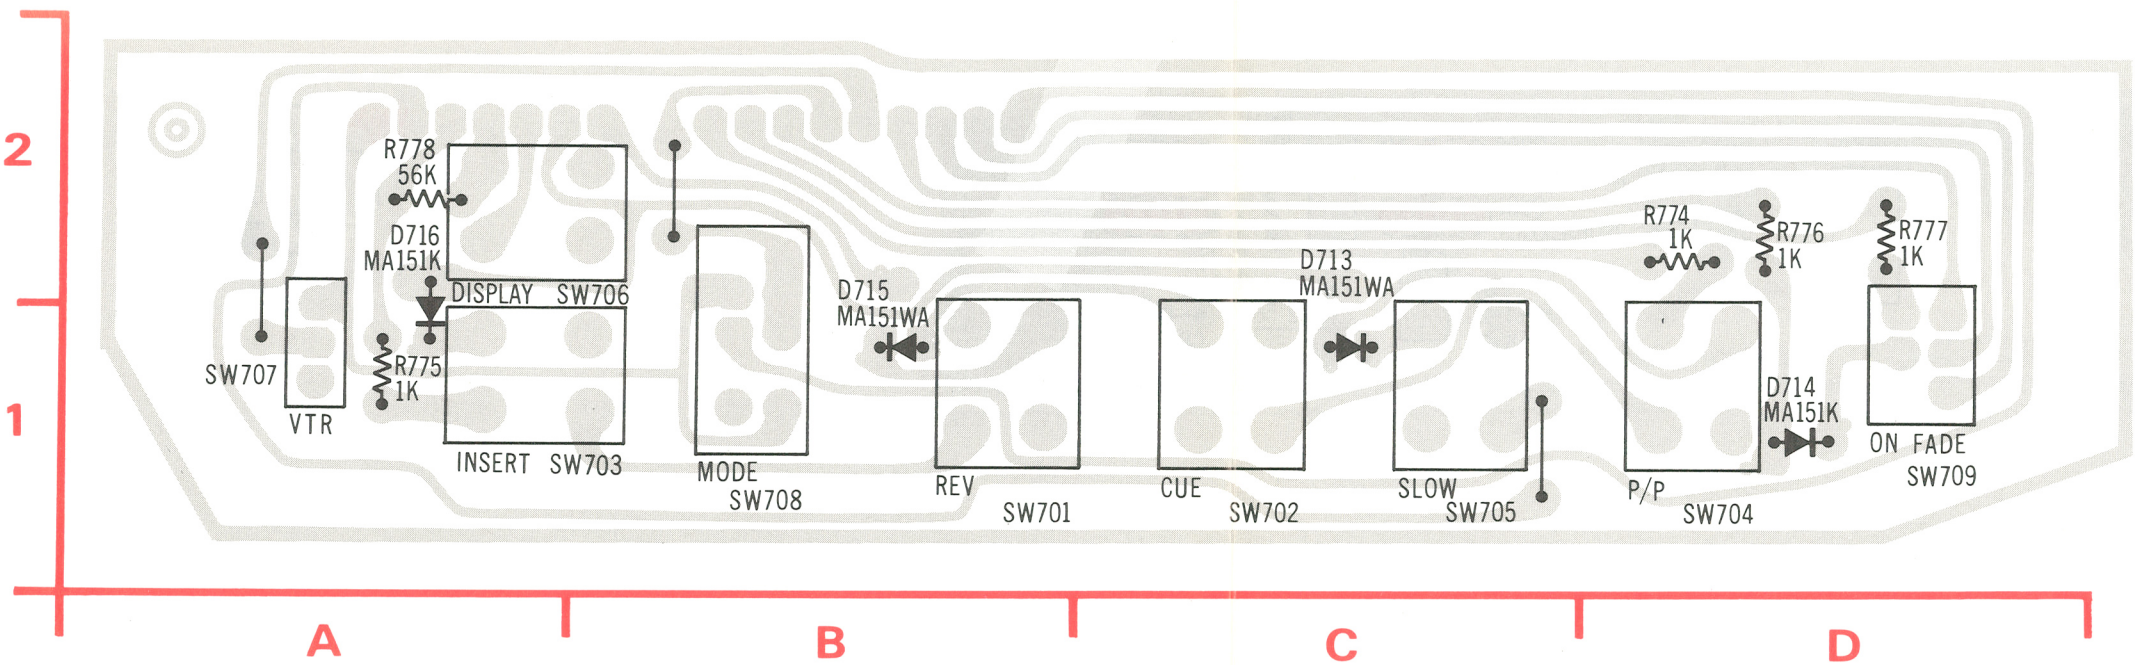 2
R778
56K
D716
MA151K
DISPLAY SW706
R774
1K
R776
1K
R777
1K
D713
MA151WA
D715
MA151WA
1
SW707
VTR
R775
1K
INSERT SW703
MODE
SW708
REV
SW701
CUE
SW702
SLOW
SW705
P/P
SW704
D714
MA151K
ON FADE
SW709
A
B
C
D